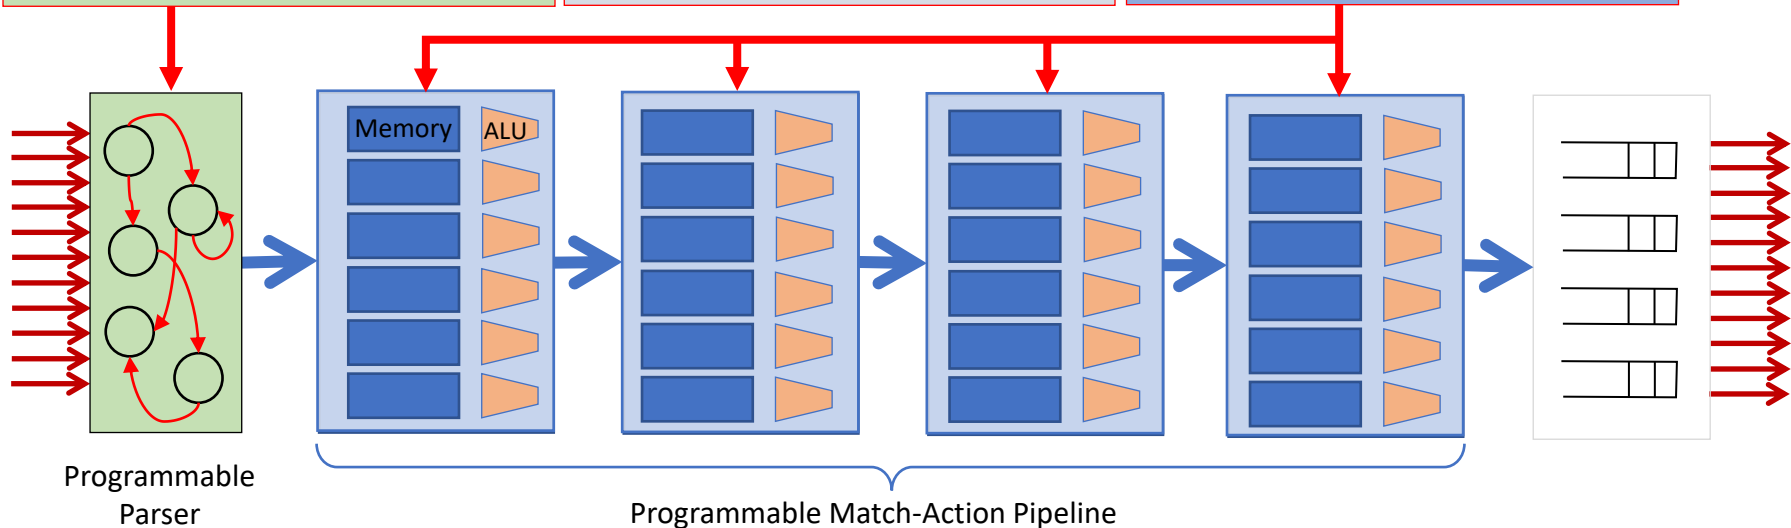 Memory
ALU
Programmable
Parser
Programmable Match-Action Pipeline